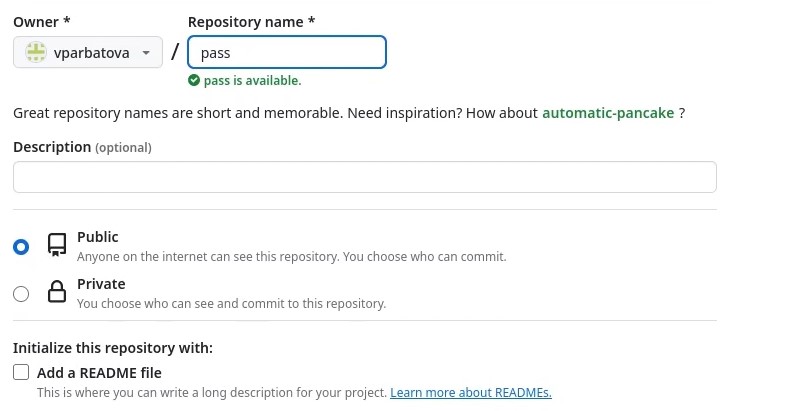 Owner * Repository name *
vparbatova / pass
pass is available.
Great repository names are short and memorable. Need inspiration? How about automatic-pancake ?
Description (optional)
Public
Anyone on the internet can see this repository. You choose who can commit.
Private
You choose who can see and commit to this repository.
Initialize this repository with:
Add a README file
This is where you can write a long description for your project. Learn more about READMEs.